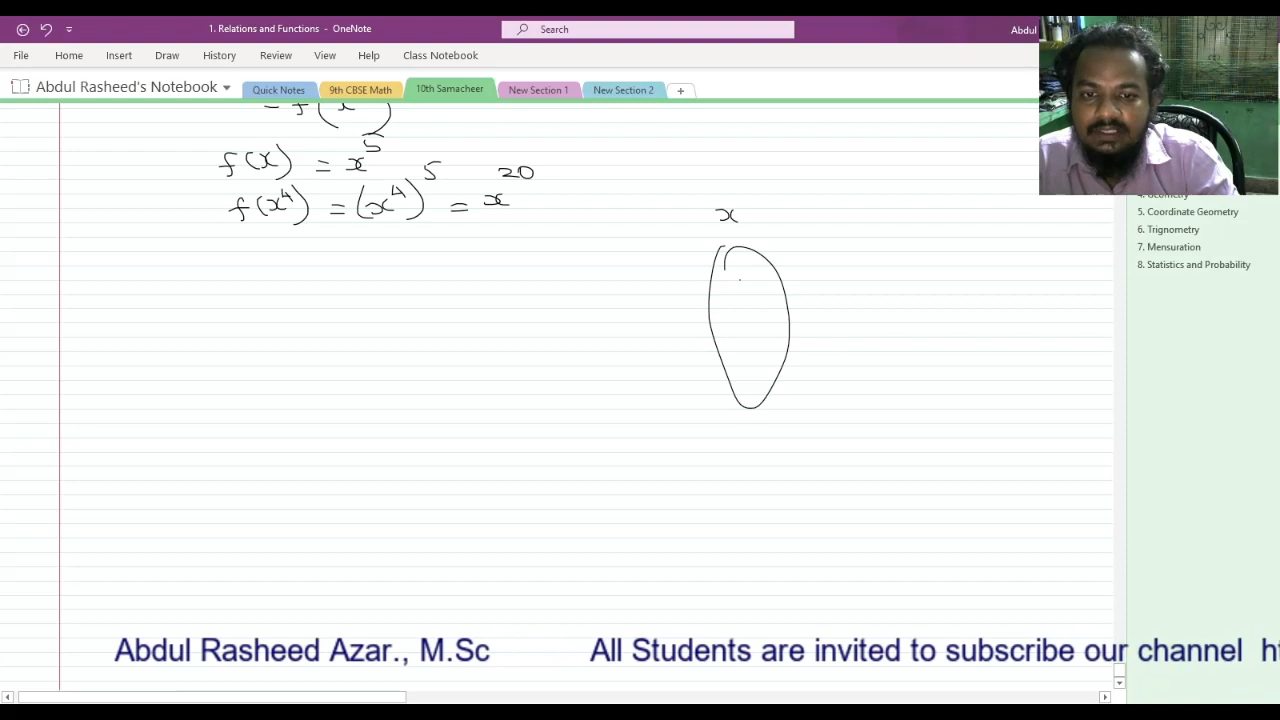 1. Relations and Functions - OneNote
Search
Abdul
File Home Insert Draw History Review View Help Class Notebook
Abdul Rasheed's Notebook
Quick Notes 9th CBSE Math 10th Samacheer New Section 1 New Section 2 +
= f(x
f(x) = x^5
f(x^4) = (x^4)^5 = x^20
x
4. Geometry
5. Coordinate Geometry
6. Trignometry
7. Mensuration
8. Statistics and Probability
Abdul Rasheed Azar., M.Sc All Students are invited to subscribe our channel ht